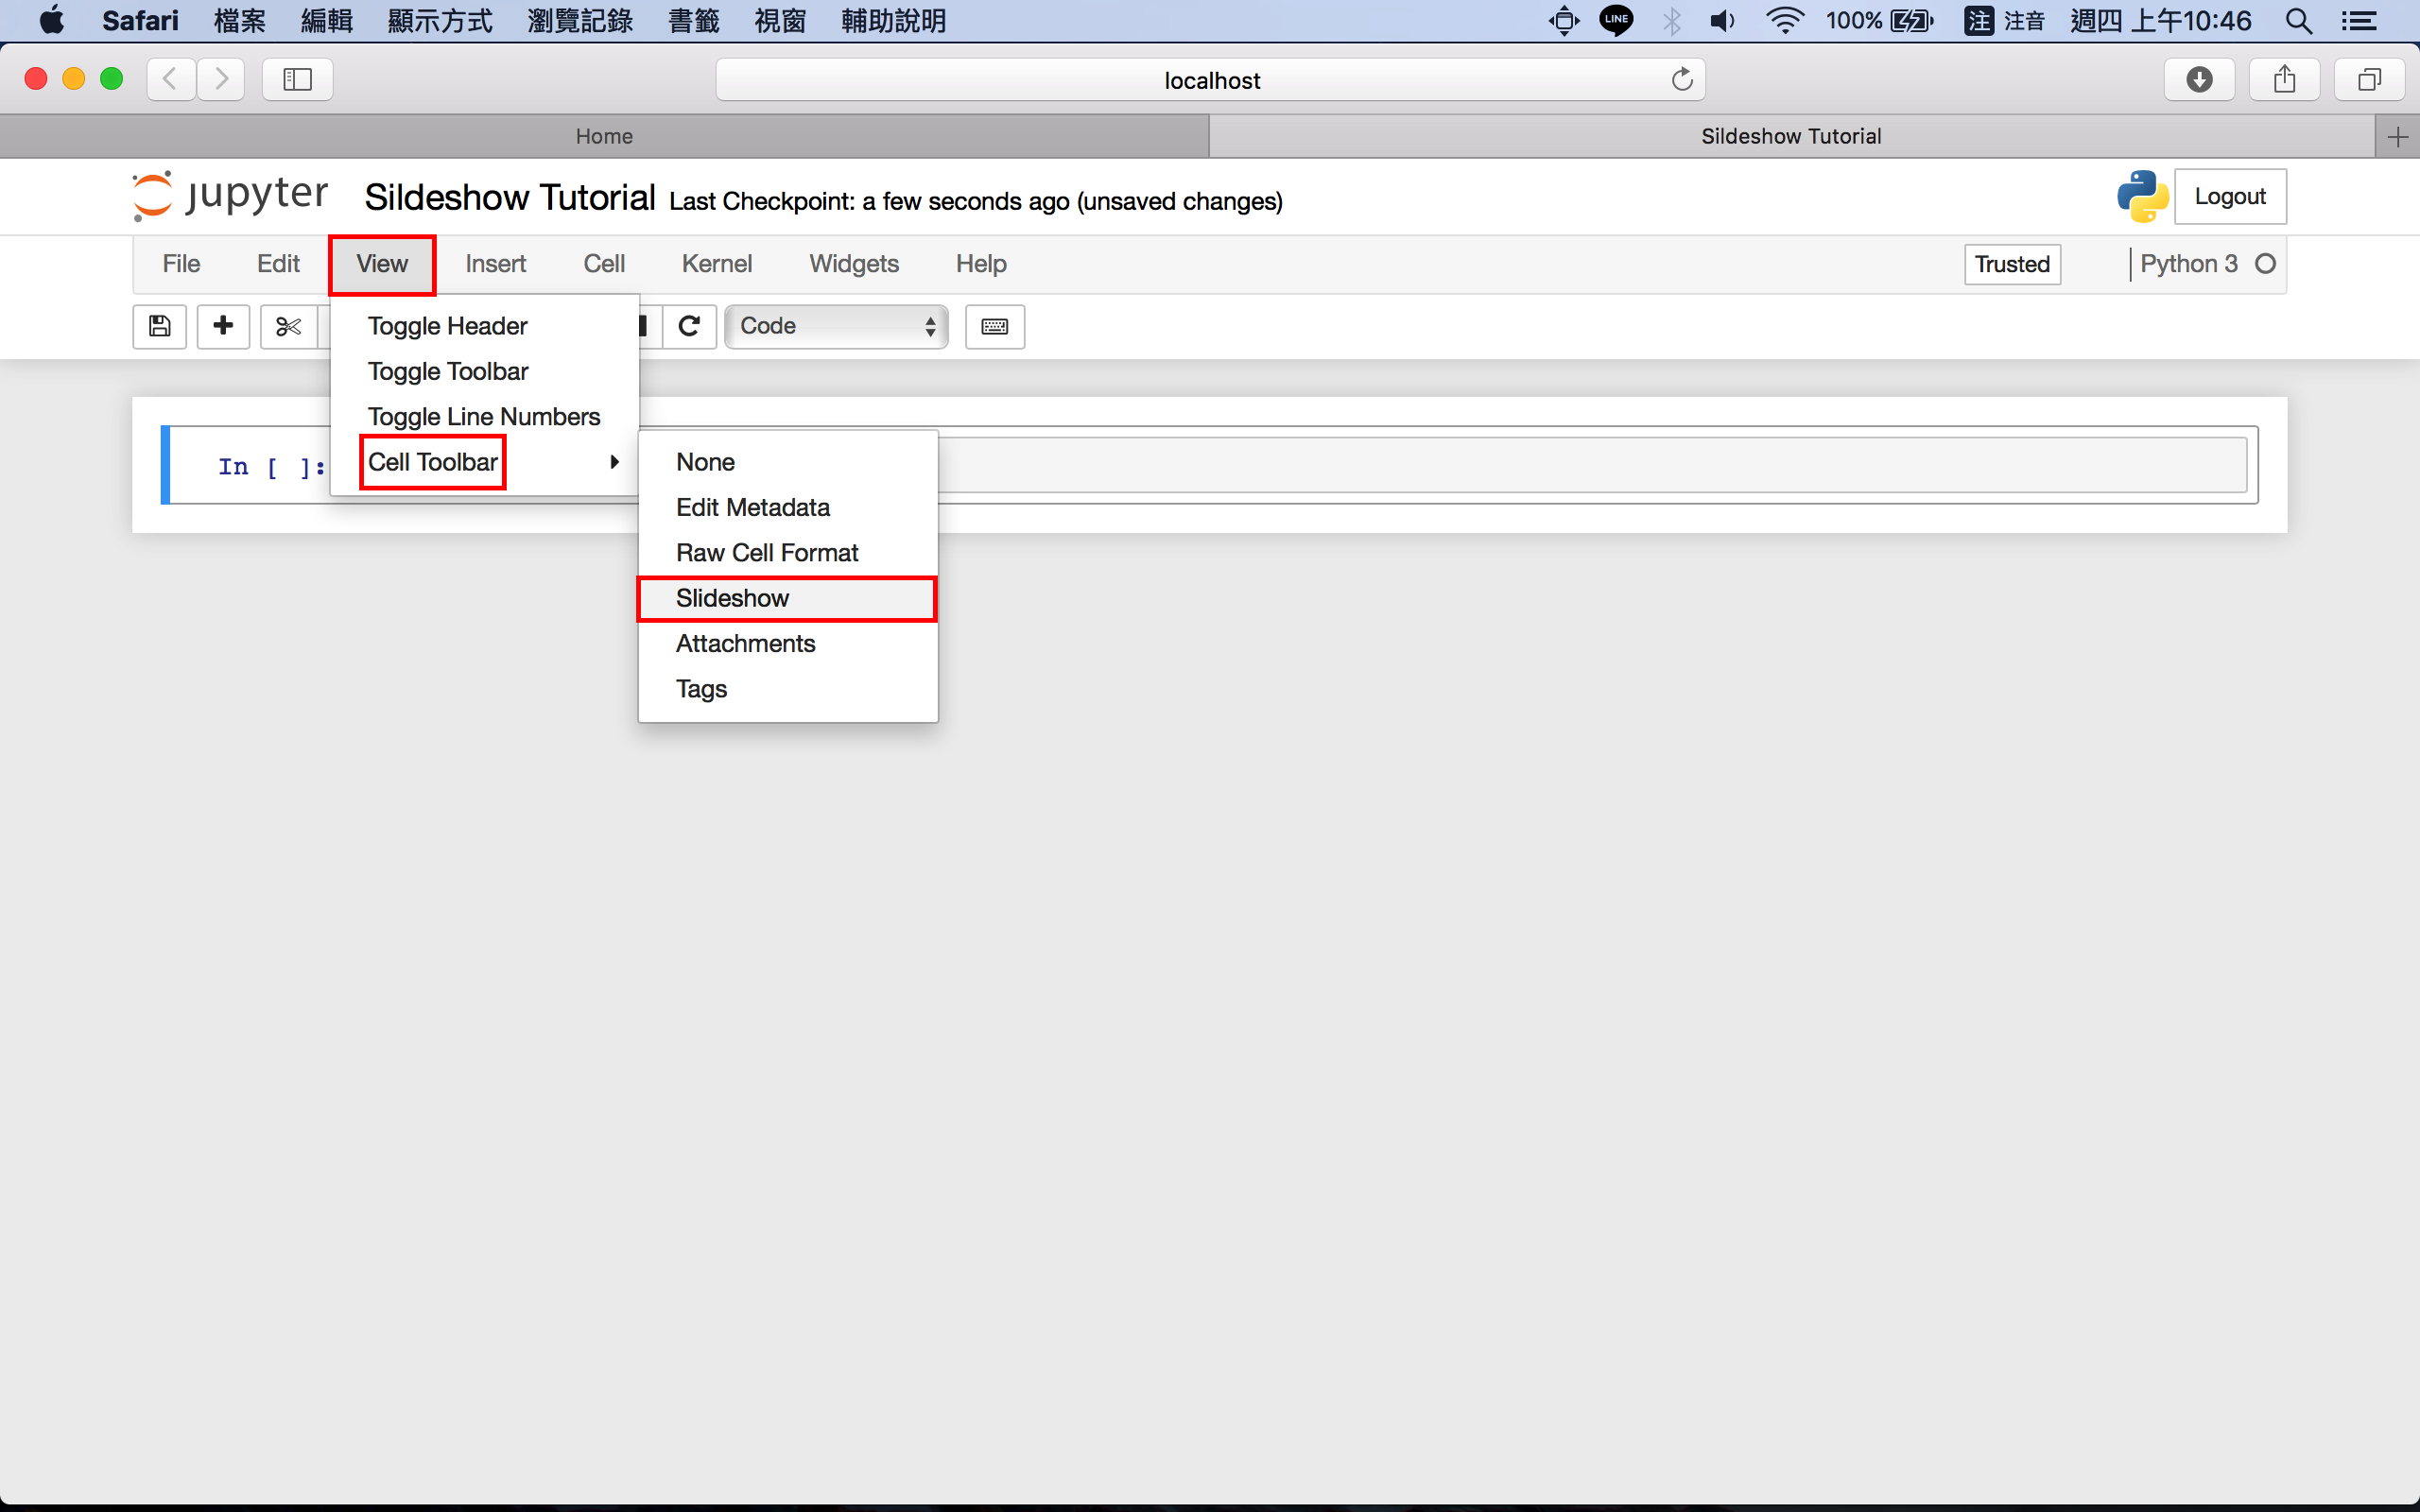 Safari 檔案 編輯 顯示方式 瀏覽記錄 書籤 視窗 輔助說明 LINE 100% 注 注音 週四 上午10:46
localhost
Home Sildeshow Tutorial
jupyter Sildeshow Tutorial Last Checkpoint: a few seconds ago (unsaved changes) Logout
File Edit View Insert Cell Kernel Widgets Help Trusted Python 3
Code
Toggle Header
Toggle Toolbar
Toggle Line Numbers
Cell Toolbar
In [ ]:
None
Edit Metadata
Raw Cell Format
Slideshow
Attachments
Tags